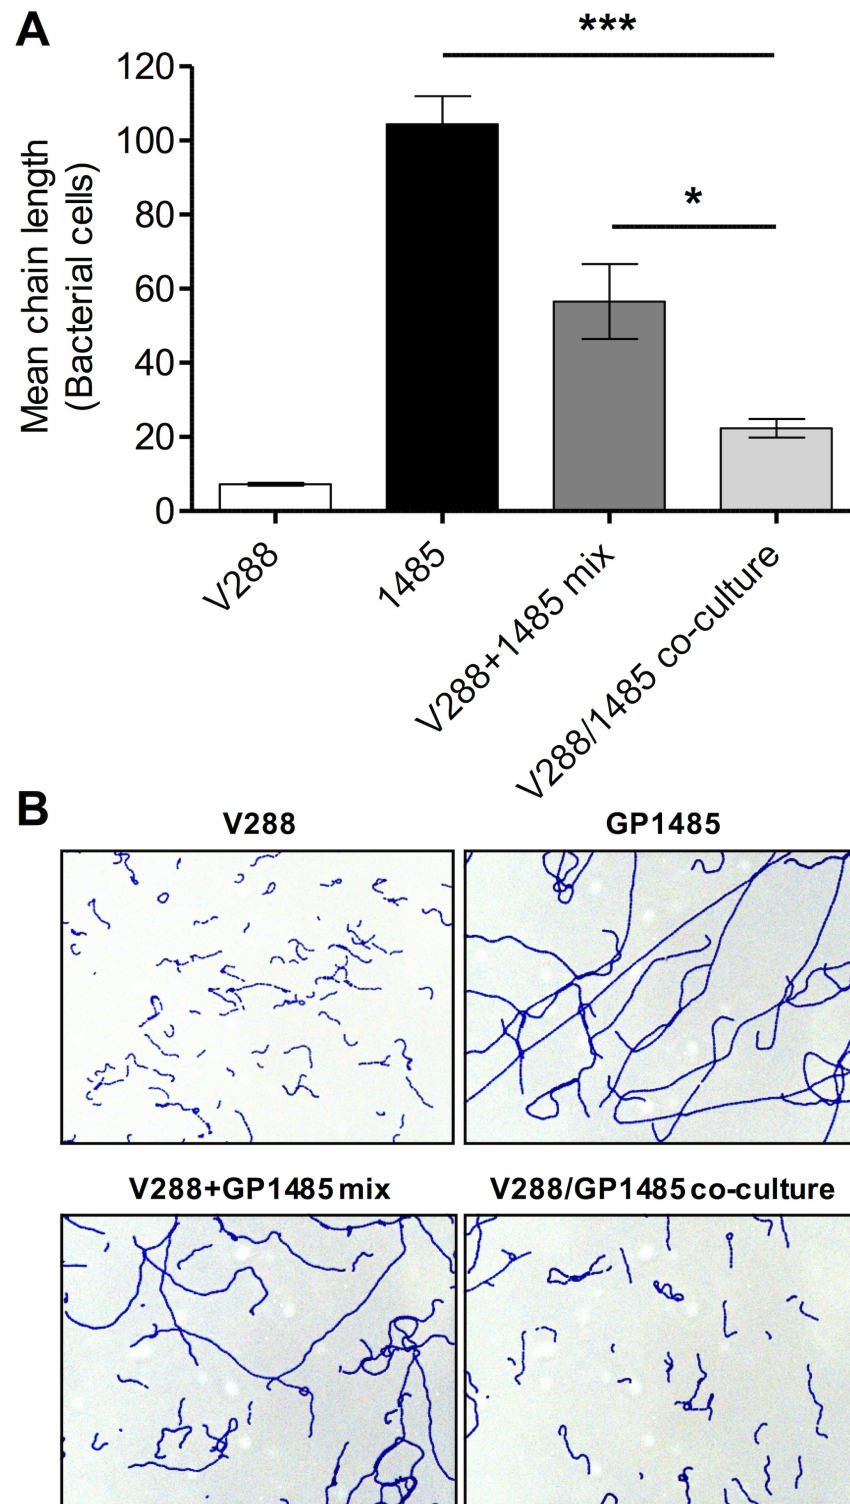 A
***
*
120
100
80
60
40
20
0
Mean chain length
(Bacterial cells)
V288
1485
V288+1485 mix
V288/1485 co-culture
B
V288
GP1485
V288+GP1485 mix
V288/GP1485 co-culture